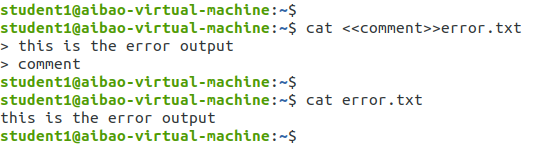 student1@aibao-virtual-machine:~$
student1@aibao-virtual-machine:~$ cat <<comment>>error.txt
> this is the error output
> comment
student1@aibao-virtual-machine:~$
student1@aibao-virtual-machine:~$ cat error.txt
this is the error output
student1@aibao-virtual-machine:~$